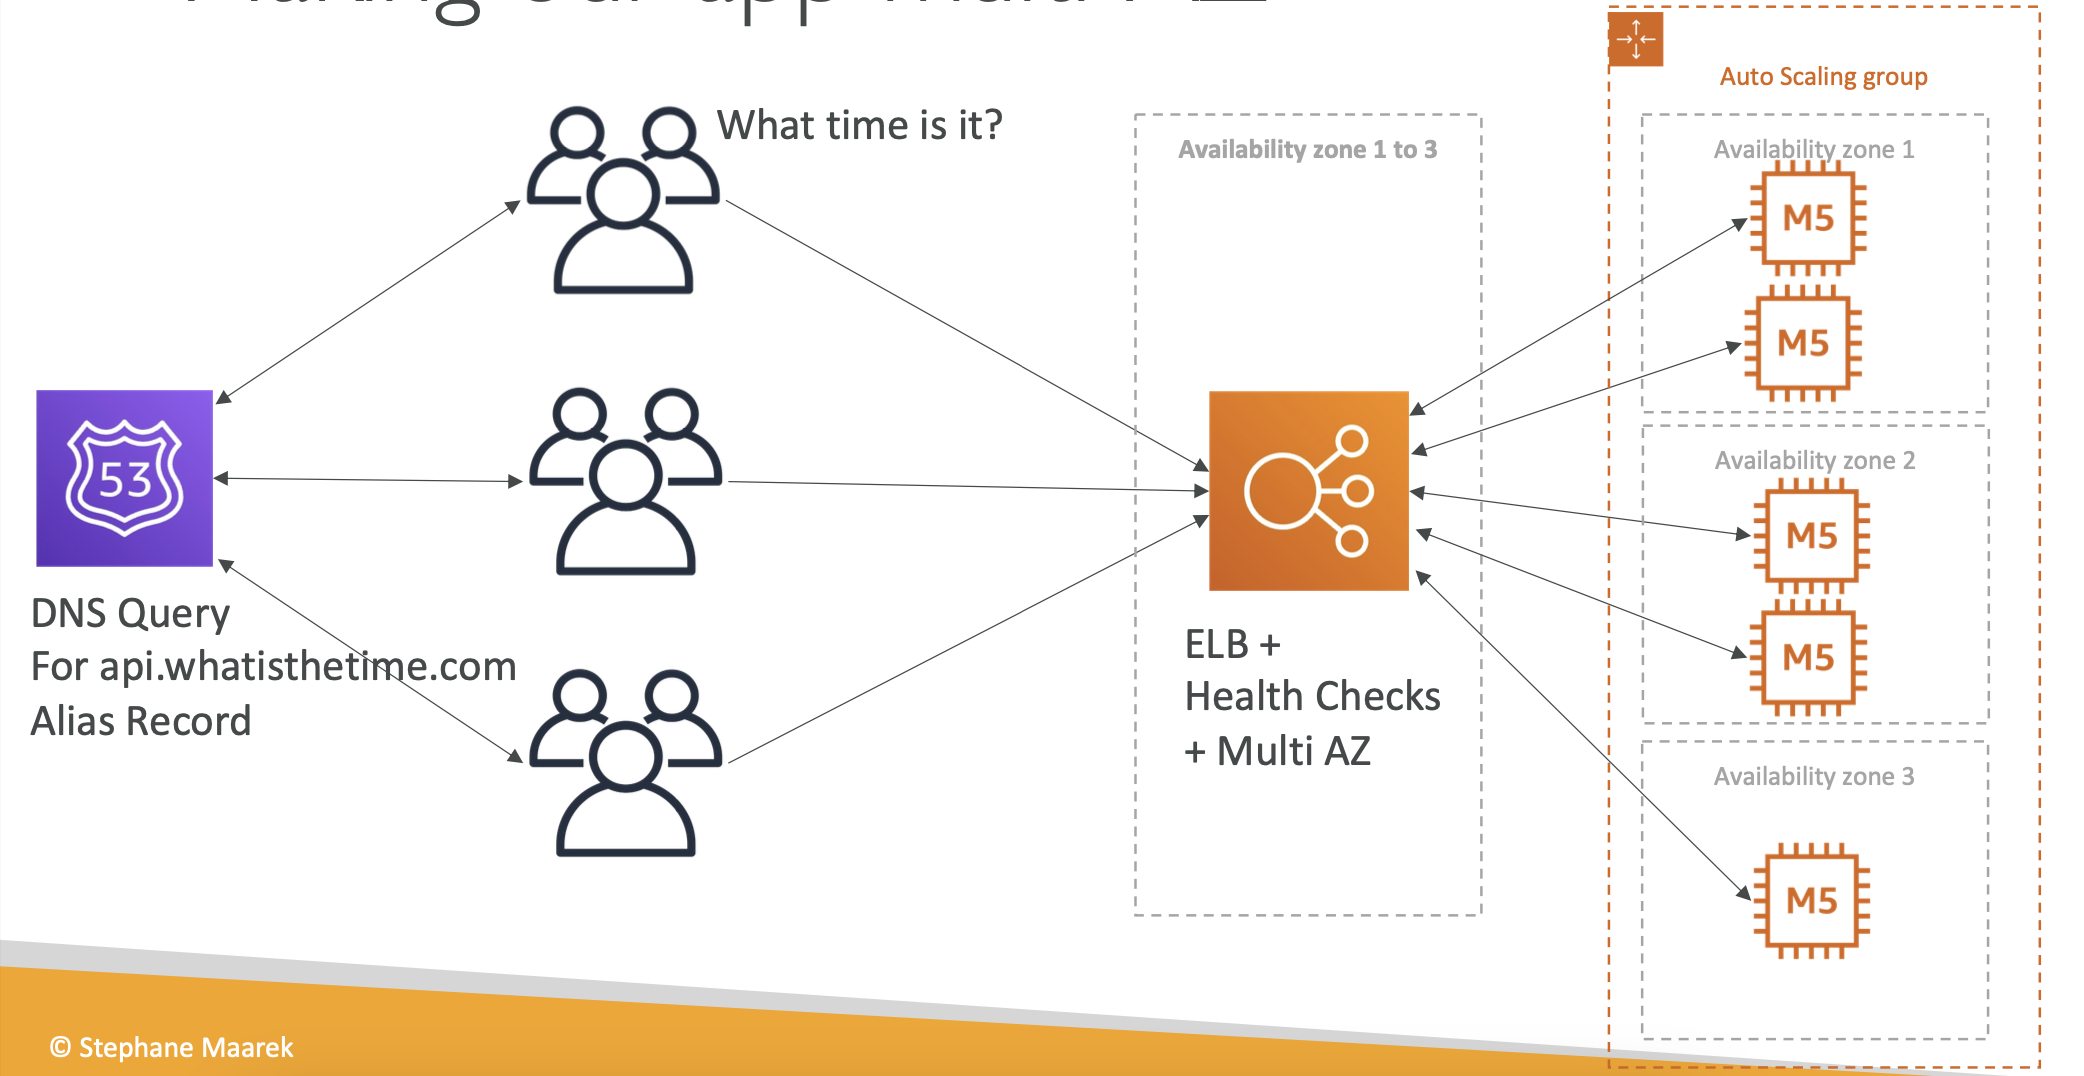 What time is it?
53
DNS Query
For api.whatisthetime.com
Alias Record
Availability zone 1 to 3
ELB +
Health Checks
+ Multi AZ
Auto Scaling group
Availability zone 1
M5
M5
Availability zone 2
M5
M5
Availability zone 3
M5
© Stephane Maarek